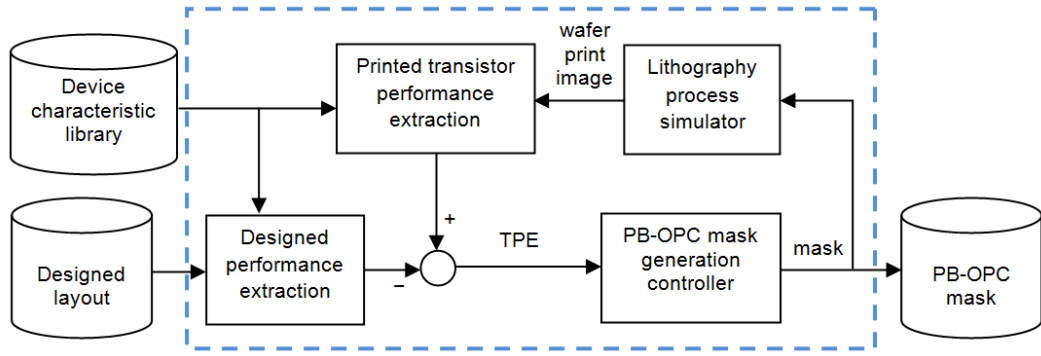 Device
characteristic
library
Printed transistor
performance
extraction
wafer
print
image
Lithography
process
simulator
Designed
layout
Designed
performance
extraction
+
−
TPE
PB-OPC mask
generation
controller
mask
PB-OPC
mask